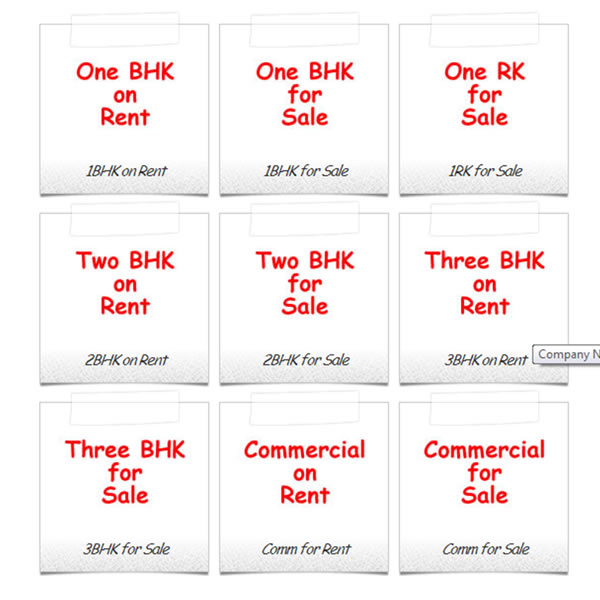 One BHK
on
Rent
1BHK on Rent
One BHK
for
Sale
1BHK for Sale
One RK
for
Sale
1RK for Sale
Two BHK
on
Rent
2BHK on Rent
Two BHK
for
Sale
2BHK for Sale
Three BHK
on
Rent
3BHK on Rent
Company N
Three BHK
for
Sale
3BHK for Sale
Commercial
on
Rent
Comm for Rent
Commercial
for
Sale
Comm for Sale